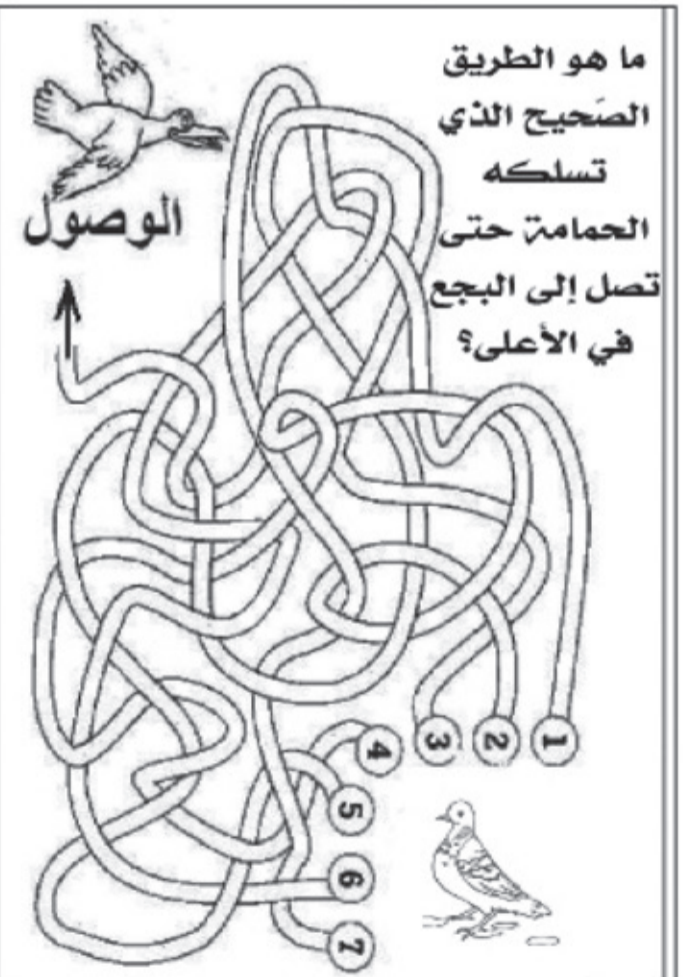 ما هو الطريق
الصَحيح الذي
تسلكه
الحمامة حتى
تصل إلى البجع
في الأعلى؟
الوصول
1
2
3
4
5
6
7